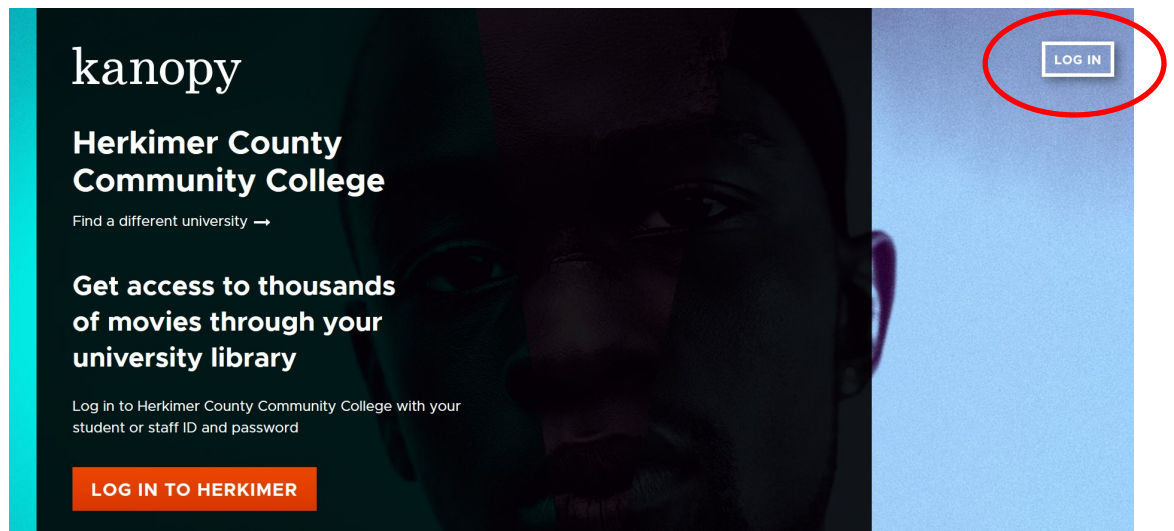 kanopy
LOG IN
Herkimer County
Community College
Find a different university →
Get access to thousands
of movies through your
university library
Log in to Herkimer County Community College with your
student or staff ID and password
LOG IN TO HERKIMER